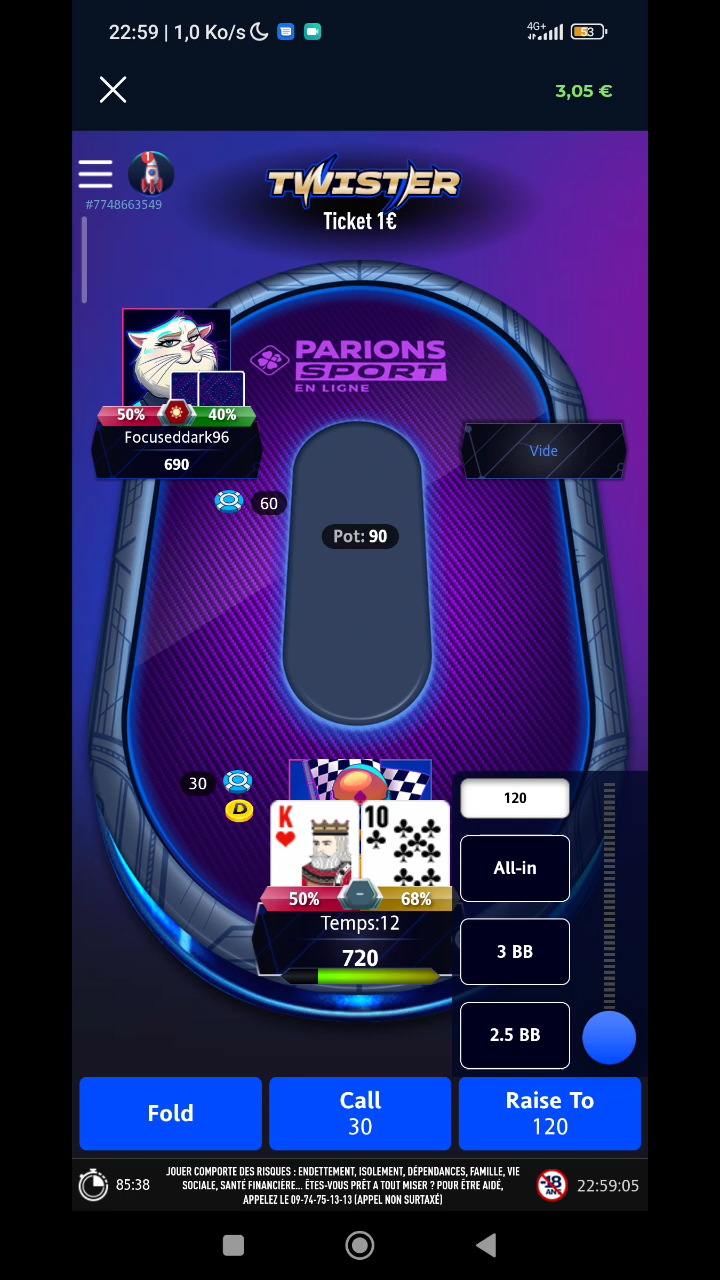 22:59 | 1,0 Ko/s
4G+
53
3,05 €
1
#7748663549
TWISTER
Ticket 1€
PARIONS
SPORT
EN LIGNE
50%
40%
Focuseddark96
690
Vide
60
Pot: 90
30
D
K
10
50%
-
68%
Temps:12
720
120
All-in
3 BB
2.5 BB
Fold
Call
30
Raise To
120
85:38
JOUER COMPORTE DES RISQUES : ENDETTEMENT, ISOLEMENT, DÉPENDANCES, FAMILLE, VIE
SOCIALE, SANTÉ FINANCIÈRE... ÊTES-VOUS PRÊT A TOUT MISER ? POUR ÊTRE AIDÉ,
APPELEZ LE 09-74-75-13-13 (APPEL NON SURTAXÉ)
-18
ANS
22:59:05